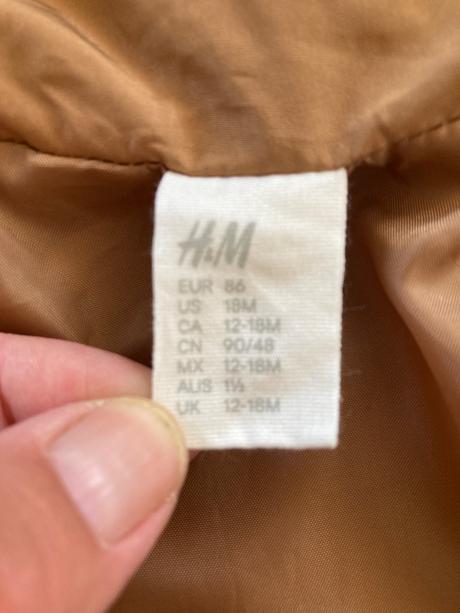 H&M
EUR 86
US 18M
CA 12-18M
CN 90/48
MX 12-18M
AUS 1½
UK 12-18M